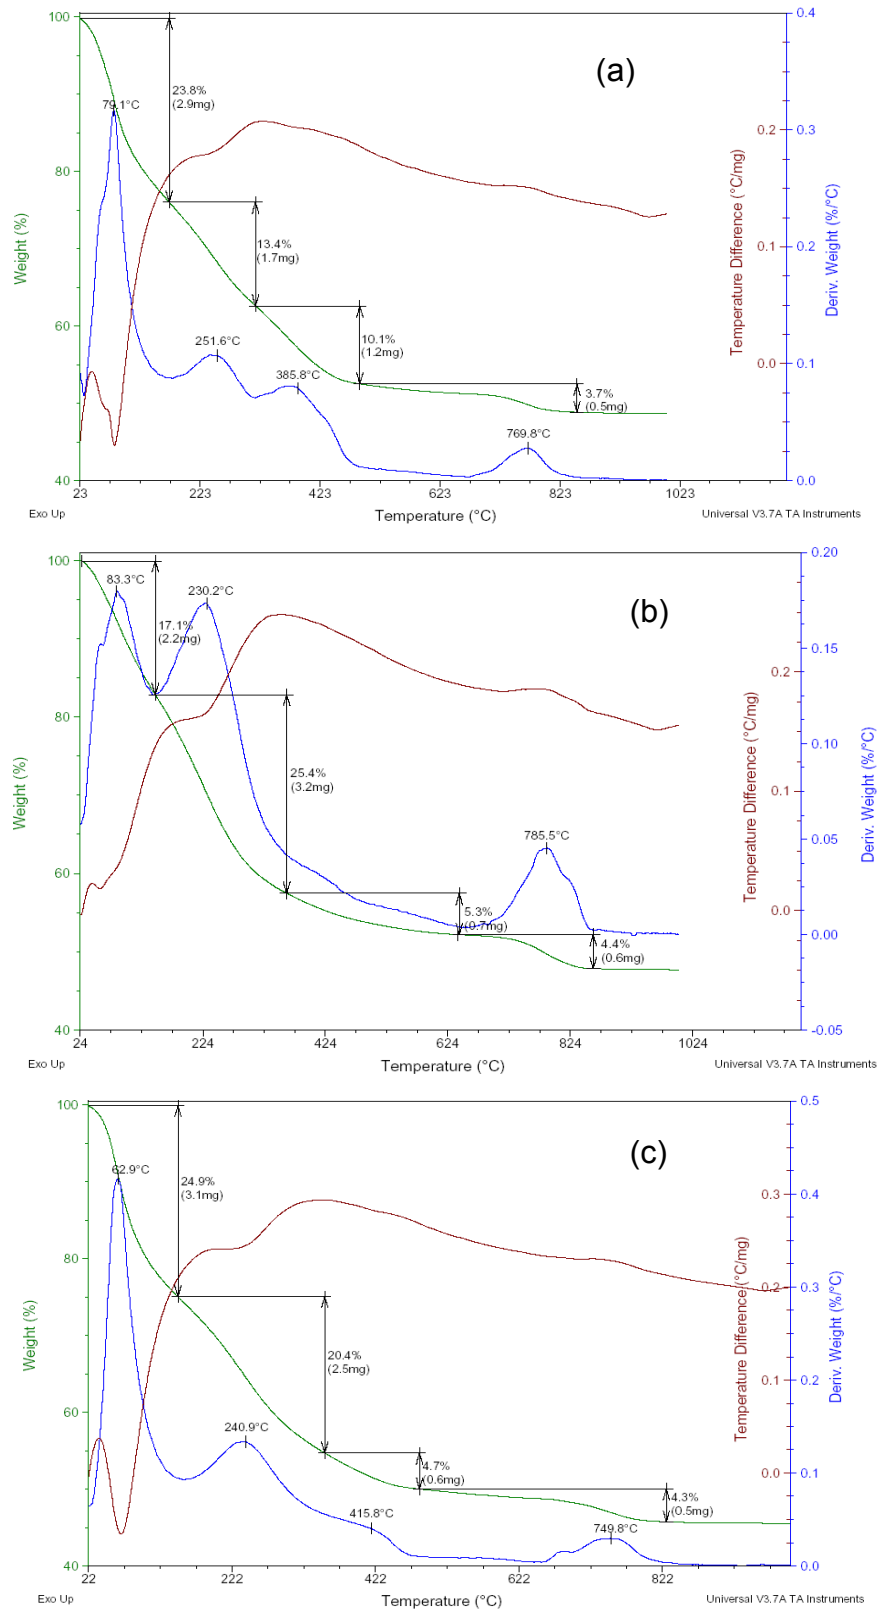 (a)
Weight (%)
100
80
60
40
79.1°C
23.8%
(2.9mg)
13.4%
(1.7mg)
251.6°C
10.1%
(1.2mg)
385.8°C
3.7%
(0.5mg)
769.8°C
0.2
0.1
0.0
Temperature Difference (°C/mg)
0.4
0.3
0.2
0.1
0.0
Deriv. Weight (%/°C)
23
223
423
623
823
1023
Exo Up
Temperature (°C)
Universal V3.7A TA Instruments
(b)
Weight (%)
100
80
60
40
83.3°C
17.1%
(2.2mg)
230.2°C
25.4%
(3.2mg)
785.5°C
5.3%
(0.7mg)
4.4%
(0.6mg)
0.2
0.1
0.0
Temperature Difference (°C/mg)
0.20
0.15
0.10
0.05
0.00
-0.05
Deriv. Weight (%/°C)
24
224
424
624
824
1024
Exo Up
Temperature (°C)
Universal V3.7A TA Instruments
(c)
Weight (%)
100
80
60
40
62.9°C
24.9%
(3.1mg)
20.4%
(2.5mg)
240.9°C
4.7%
(0.6mg)
415.8°C
4.3%
(0.5mg)
749.8°C
0.3
0.2
0.1
0.0
Temperature Difference (°C/mg)
0.5
0.4
0.3
0.2
0.1
0.0
Deriv. Weight (%/°C)
22
222
422
622
822
Exo Up
Temperature (°C)
Universal V3.7A TA Instruments